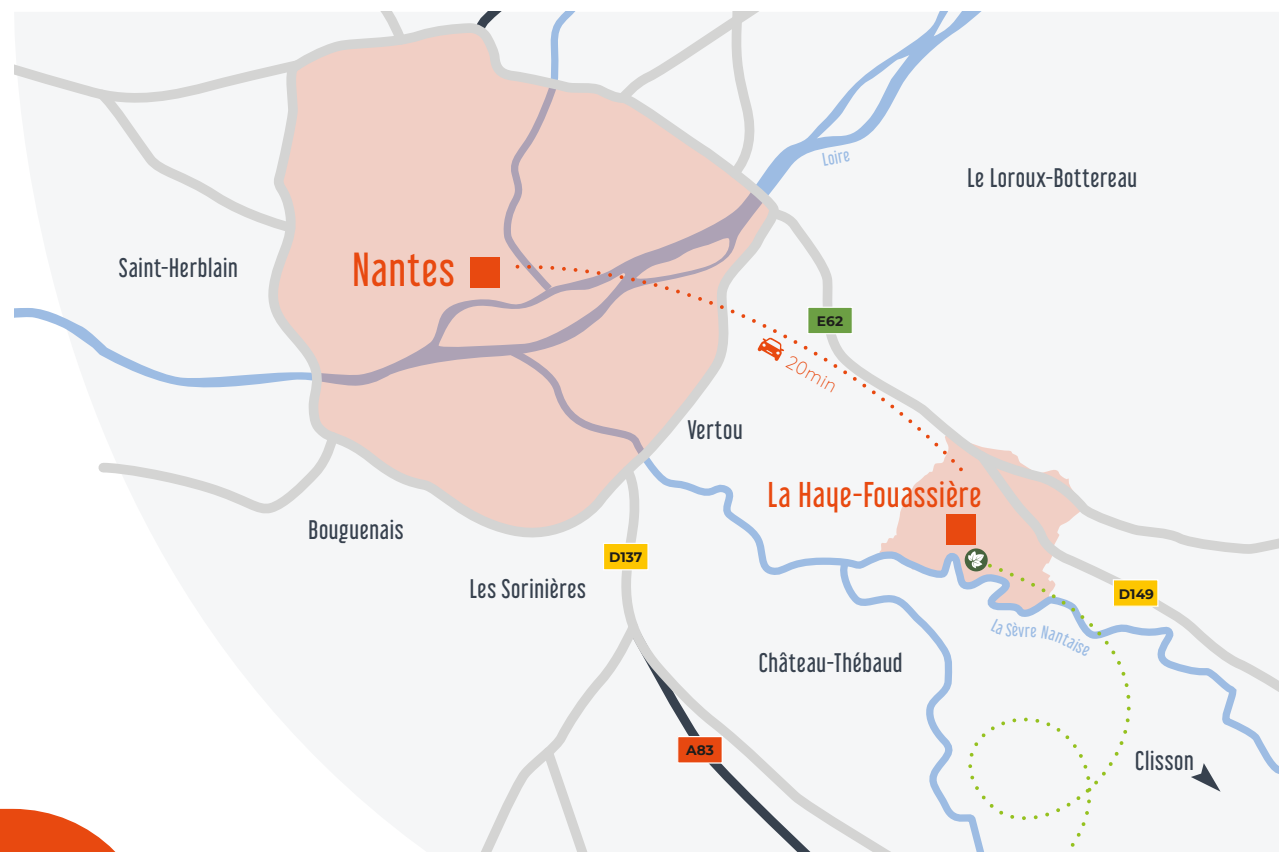 Loire
Le Loroux-Bottereau
Saint-Herblain
Nantes
E62
20min
Vertou
La Haye-Fouassière
Bouguenais
D137
Les Sorinières
D149
La Sèvre Nantaise
Château-Thébaud
A83
Clisson